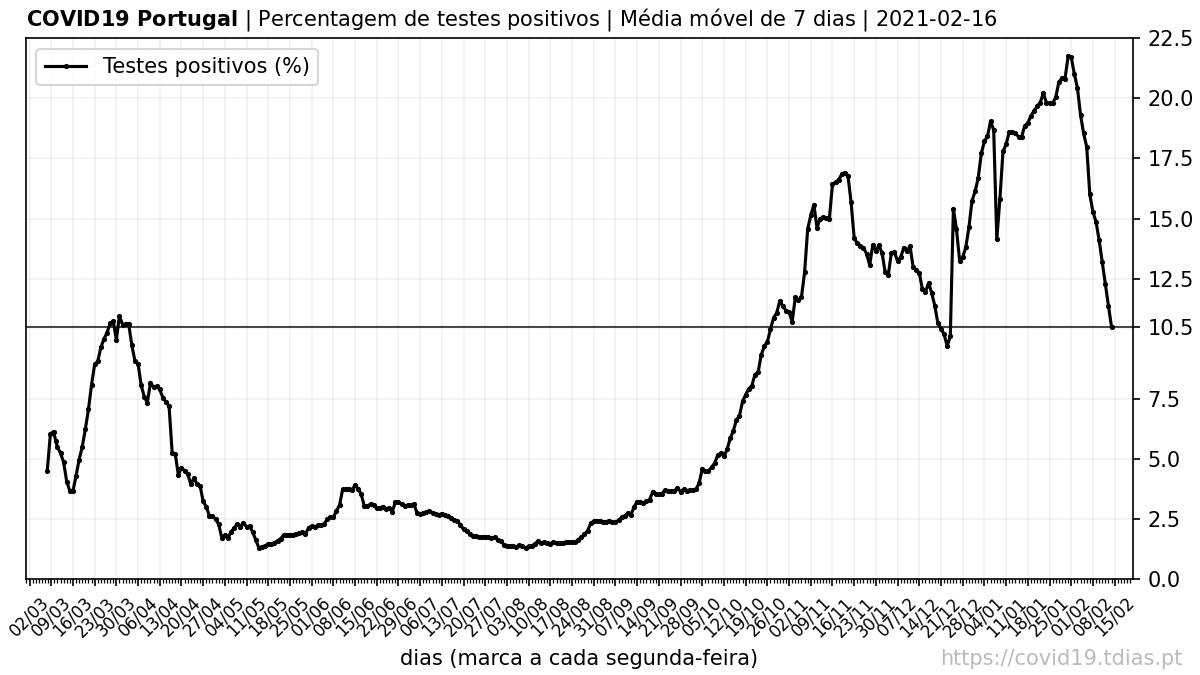 COVID19 Portugal | Percentagem de testes positivos | Média móvel de 7 dias | 2021-02-16
Testes positivos (%)
22.5
20.0
17.5
15.0
12.5
10.5
7.5
5.0
2.5
0.0
02/03 09/03 16/03 23/03 30/03 06/04 13/04 20/04 27/04 04/05 11/05 18/05 25/05 01/06 08/06 15/06 22/06 29/06 06/07 13/07 20/07 27/07 03/08 10/08 17/08 24/08 31/08 07/09 14/09 21/09 28/09 05/10 12/10 19/10 26/10 02/11 09/11 16/11 23/11 30/11 07/12 14/12 21/12 28/12 04/01 11/01 18/01 25/01 01/02 08/02 15/02
dias (marca a cada segunda-feira)
https://covid19.tdias.pt